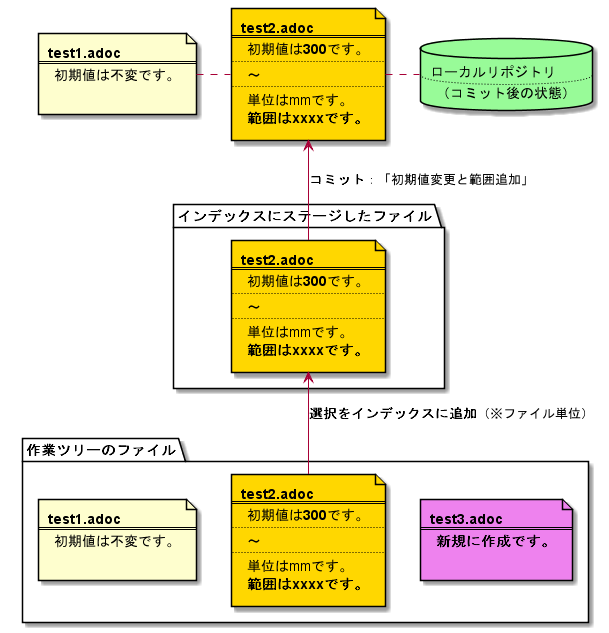 test1.adoc
初期値は不変です。
test2.adoc
初期値は300です。
～
単位はmmです。
範囲はxxxxです。
ローカルリポジトリ
（コミット後の状態）
コミット：「初期値変更と範囲追加」
インデックスにステージしたファイル
test2.adoc
初期値は300です。
～
単位はmmです。
範囲はxxxxです。
選択をインデックスに追加（※ファイル単位）
作業ツリーのファイル
test1.adoc
初期値は不変です。
test2.adoc
初期値は300です。
～
単位はmmです。
範囲はxxxxです。
test3.adoc
新規に作成です。